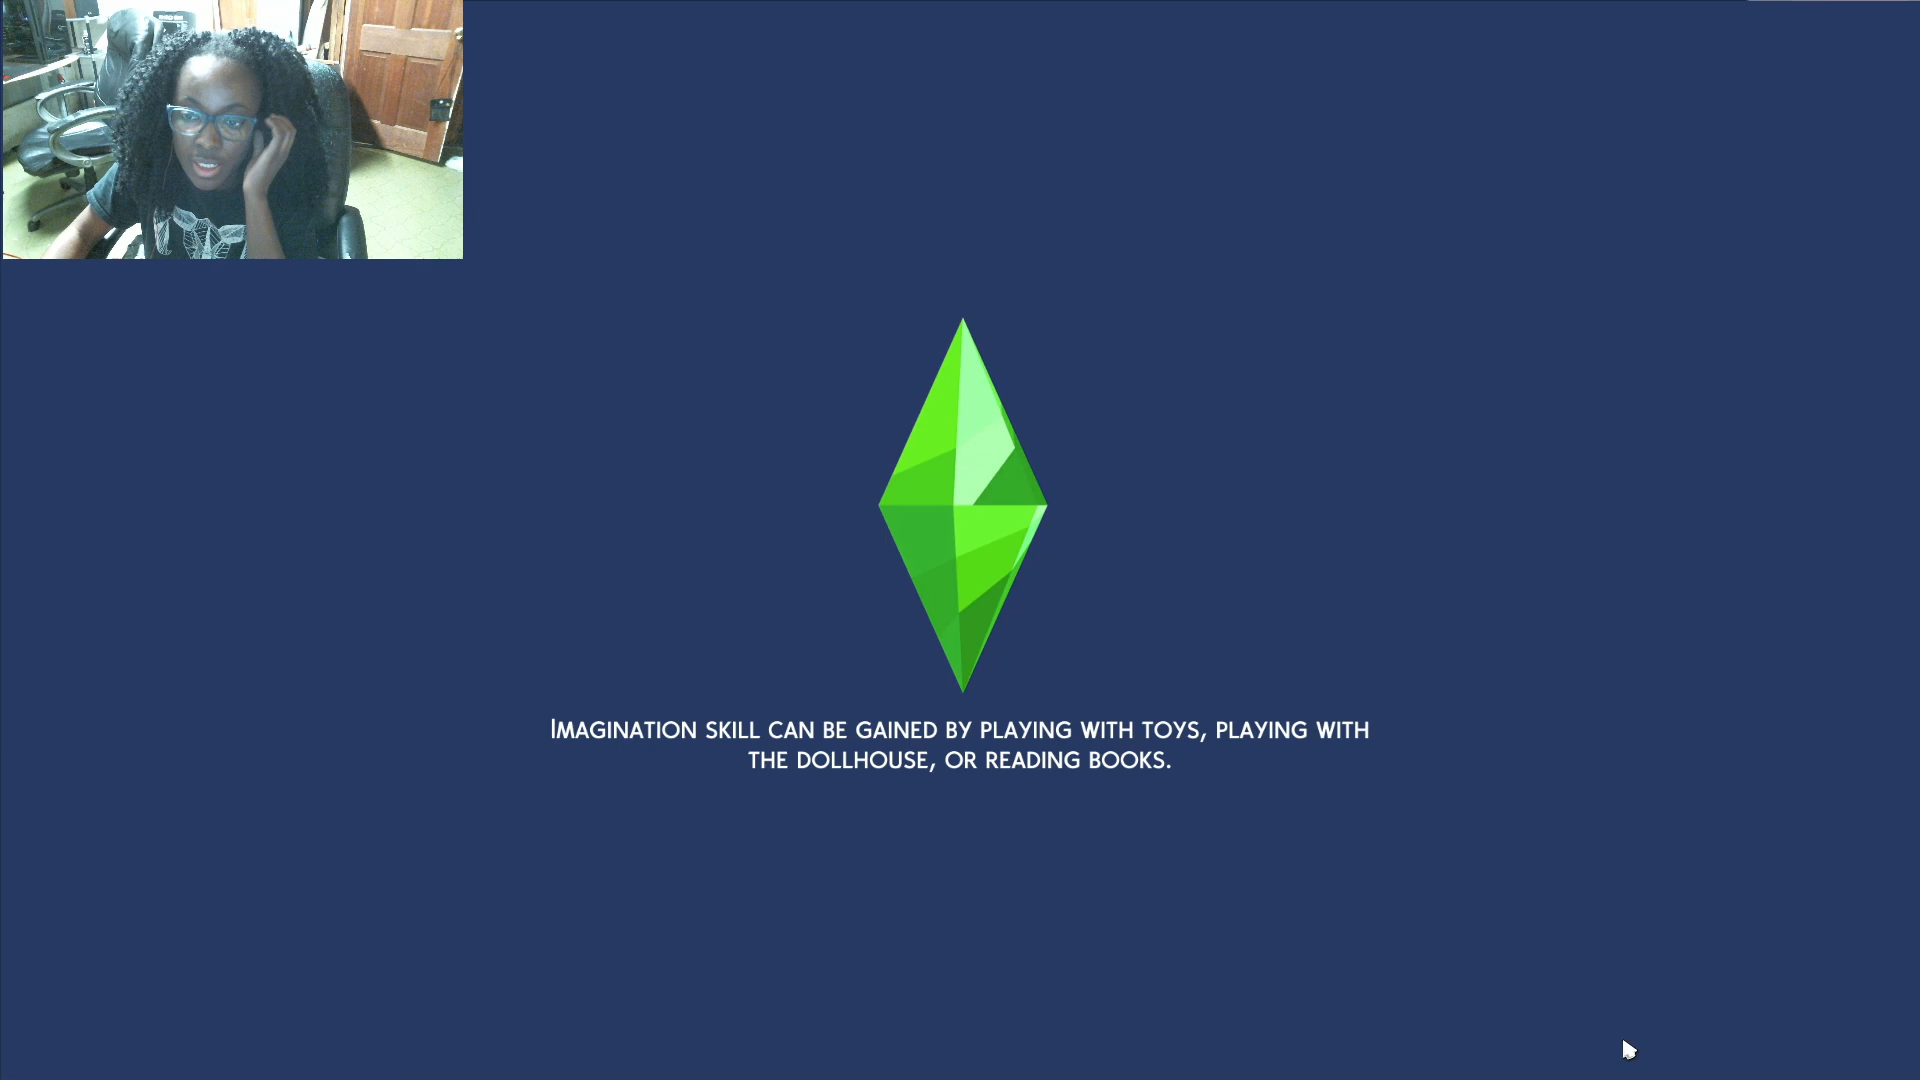 Imagination skill can be gained by playing with toys, playing with
the dollhouse, or reading books.